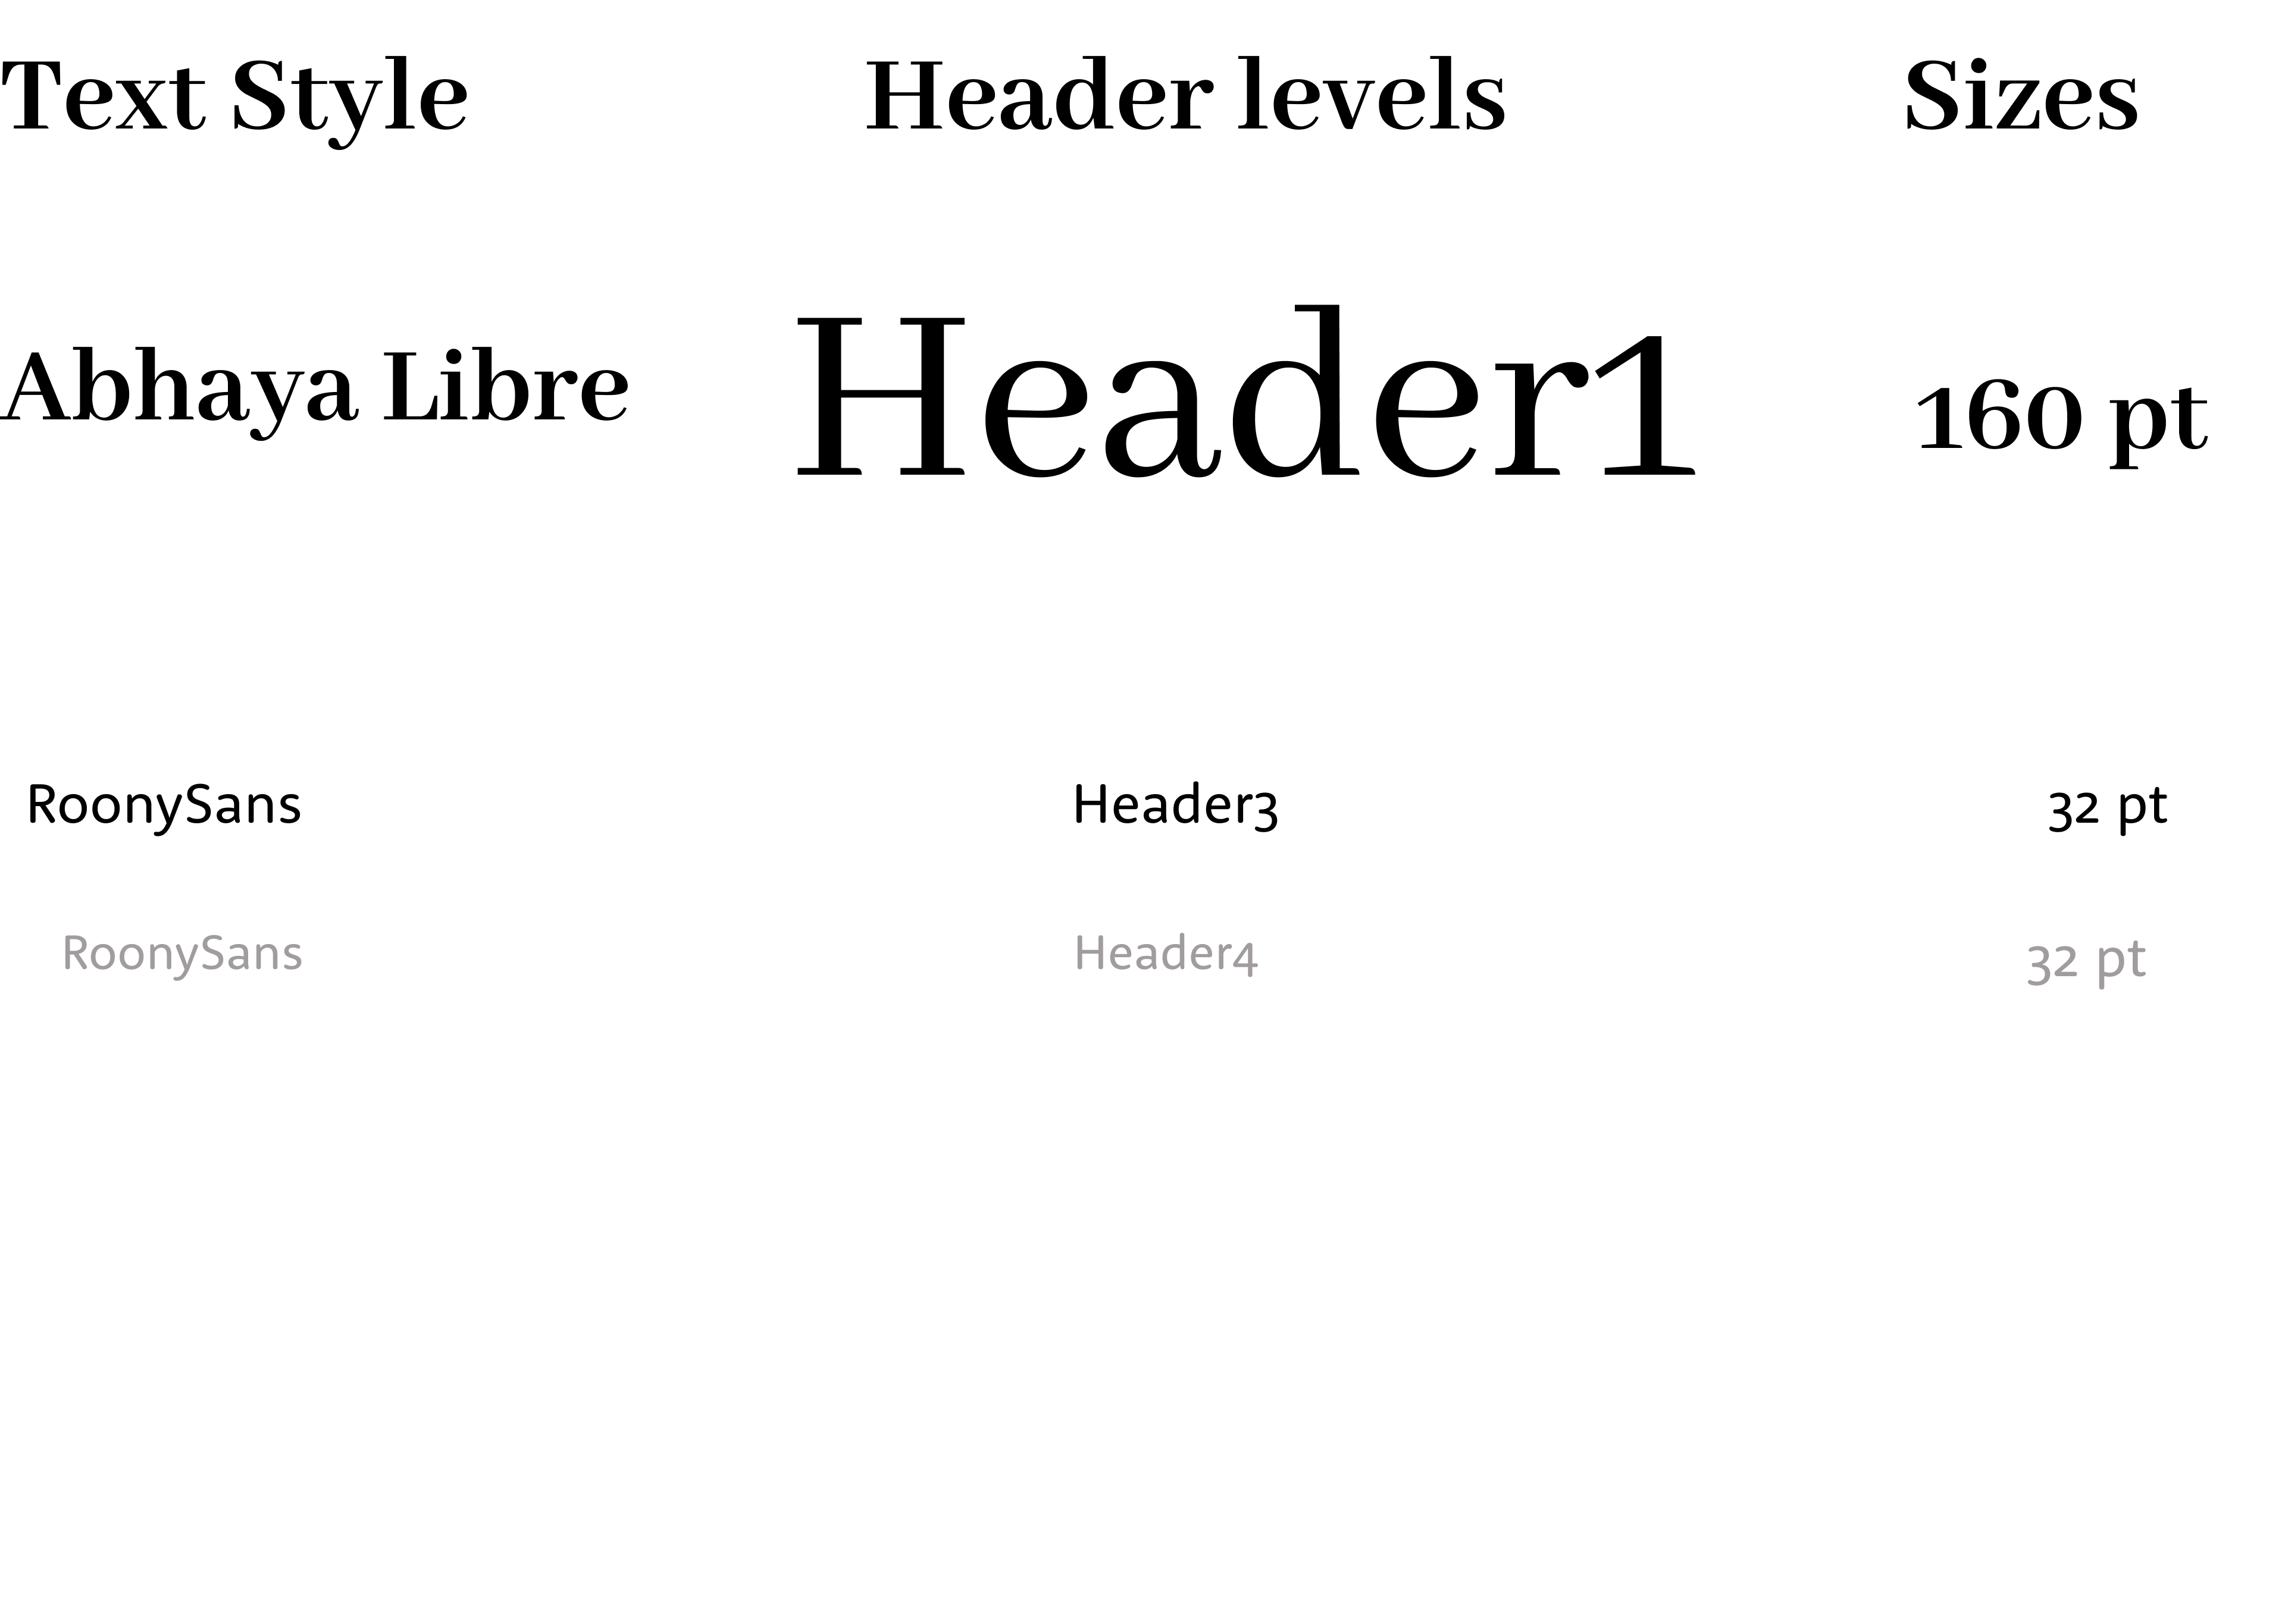 Text Style Header levels Sizes
Abhaya Libre Header1 160 pt
RoonySans Header3 32 pt
RoonySans Header4 32 pt